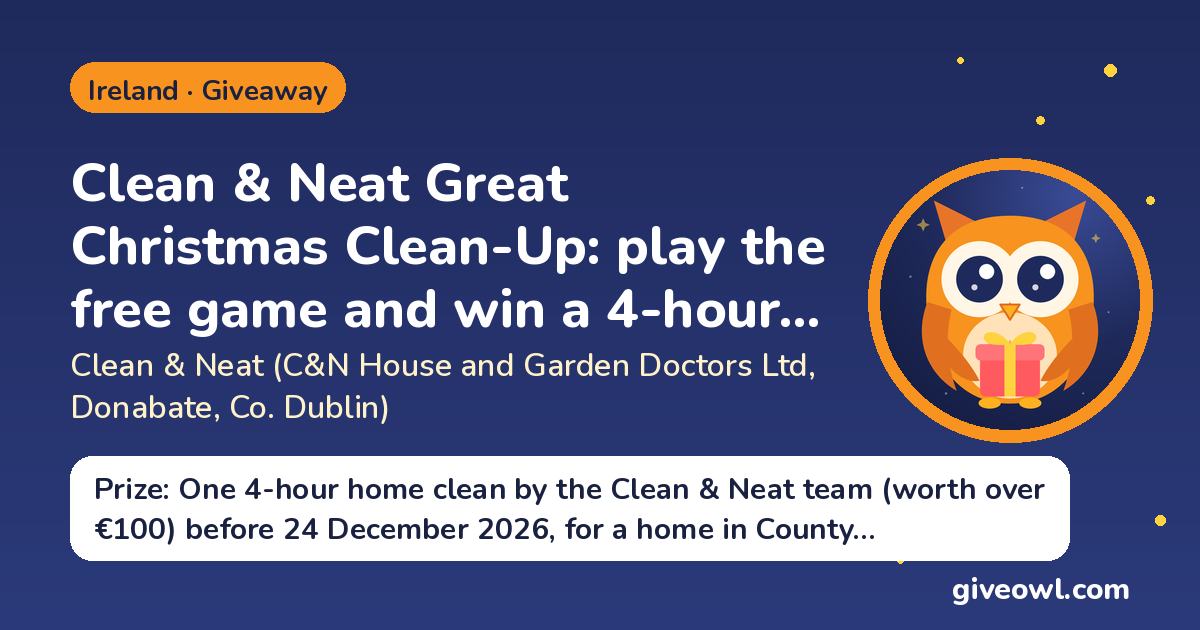 Ireland · Giveaway
Clean & Neat Great
Christmas Clean-Up: play the
free game and win a 4-hour...
Clean & Neat (C&N House and Garden Doctors Ltd,
Donabate, Co. Dublin)
Prize: One 4-hour home clean by the Clean & Neat team (worth over
€100) before 24 December 2026, for a home in County...
giveowl.com